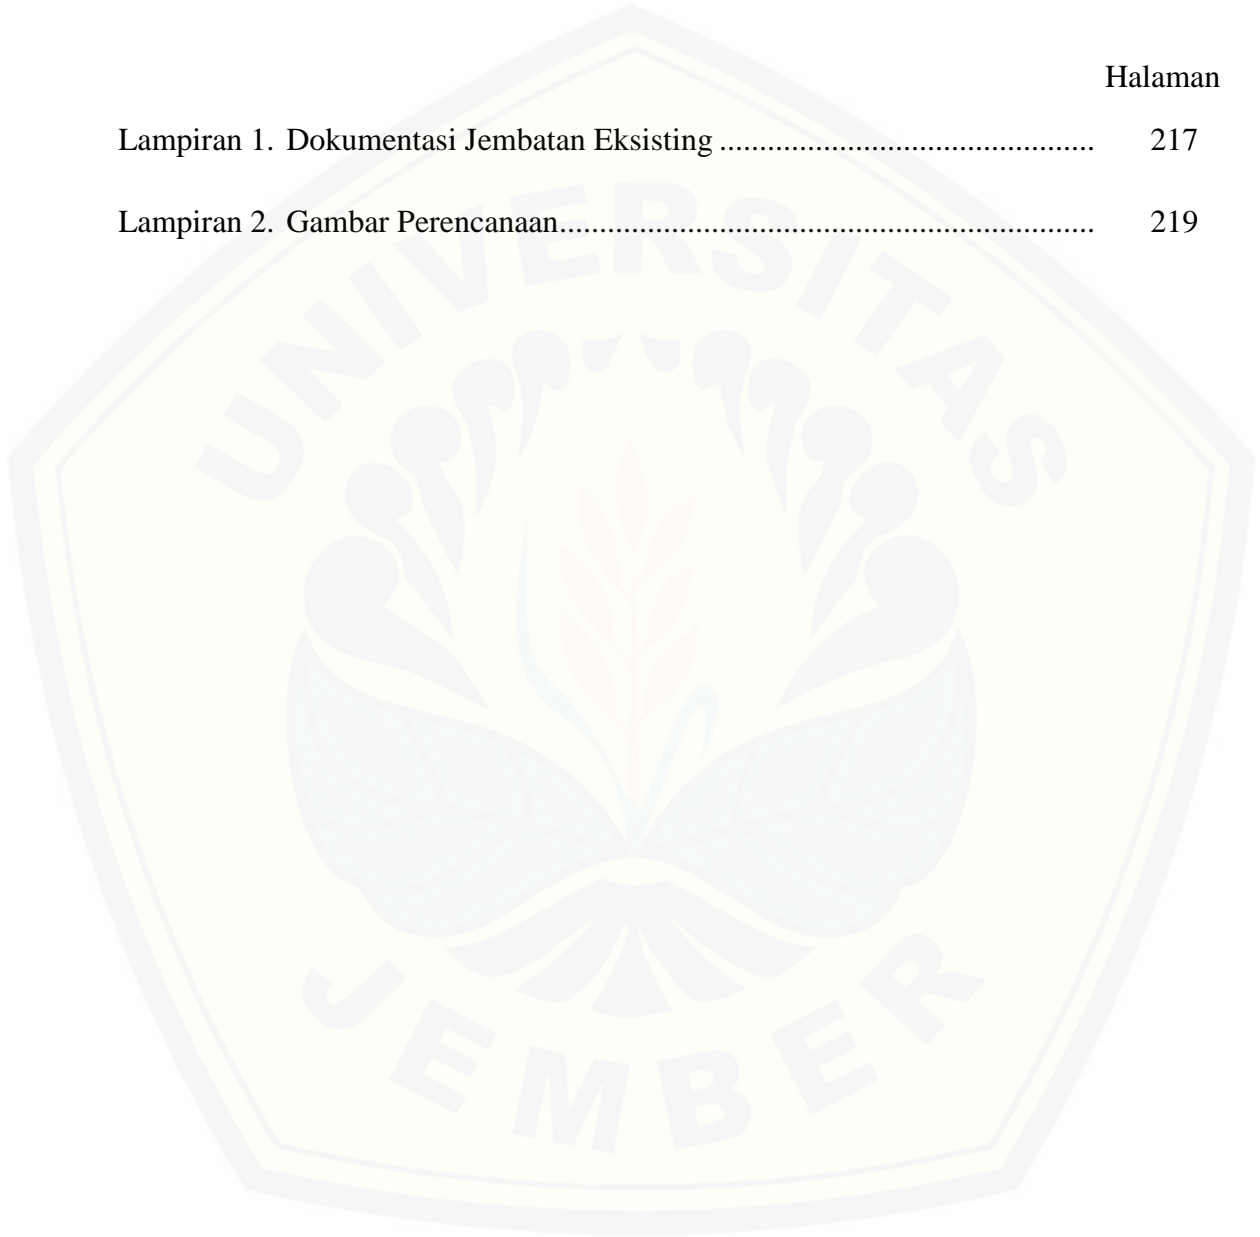 Halaman
Lampiran 1. Dokumentasi Jembatan Eksisting ............................................... 217
Lampiran 2. Gambar Perencanaan................................................................... 219
UNIVERSITAS
JEMBER